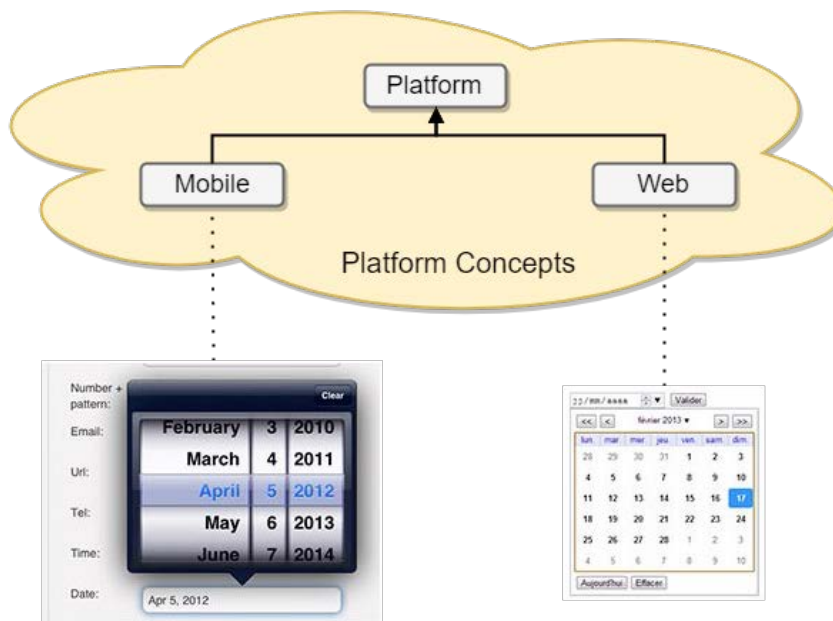 Platform
Mobile
Web
Platform Concepts
Number +
pattern:
Email:
Url:
Tel:
Time:
Date:
Clear
February 3 2010
March 4 2011
April 5 2012
May 6 2013
June 7 2014
Apr 5, 2012
jj/mm/aaaa Valider
<< < février 2013 > >>
lun. mar. mer. jeu. ven. sam. dim.
28 29 30 31 1 2 3
4 5 6 7 8 9 10
11 12 13 14 15 16 17
18 19 20 21 22 23 24
25 26 27 28 1 2 3
4 5 6 7 8 9 10
Aujourd'hui Effacer